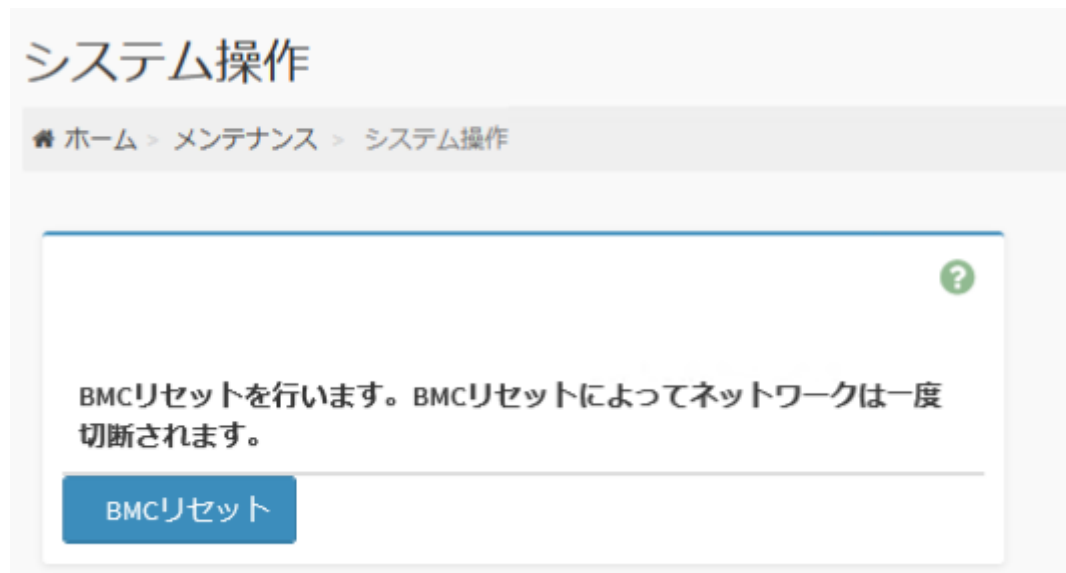 システム操作
ホーム > メンテナンス > システム操作
?
BMCリセットを行います。BMCリセットによってネットワークは一度
切断されます。
BMCリセット